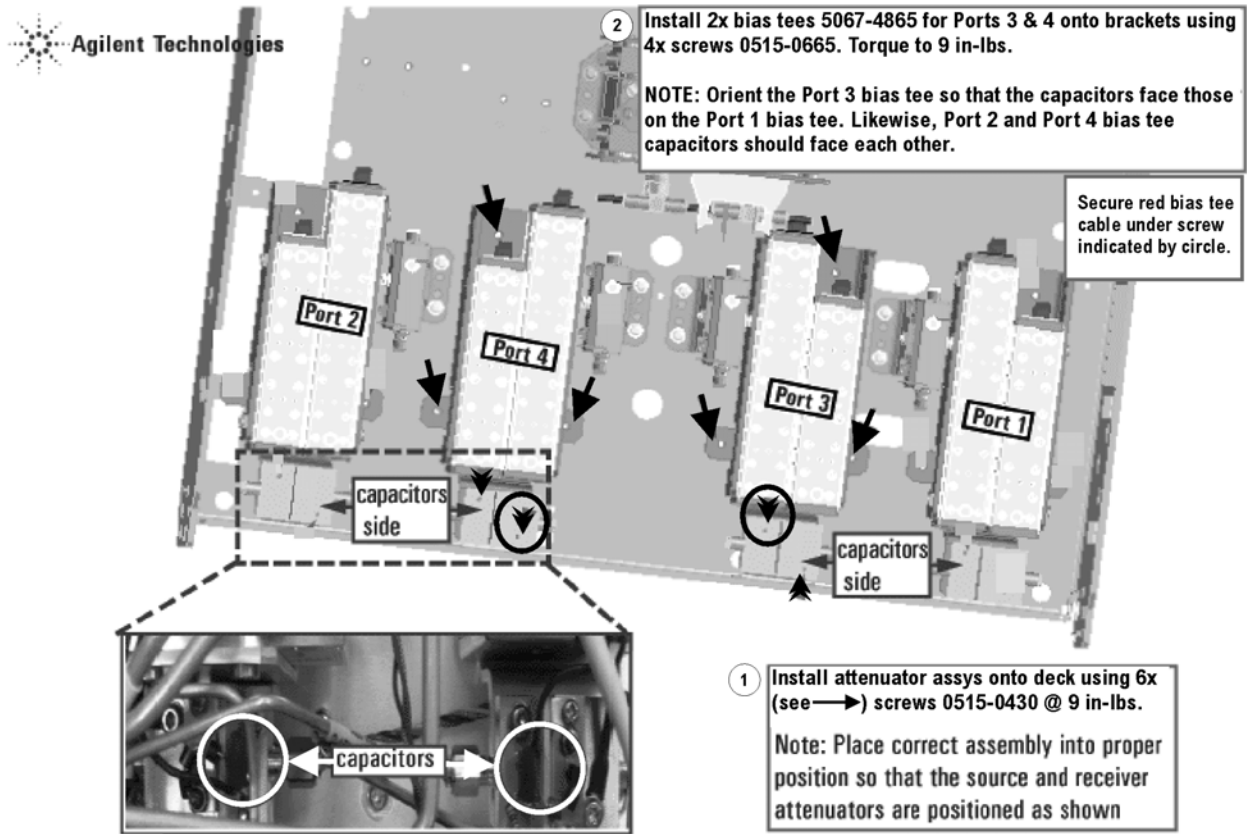 Agilent Technologies
2
Install 2x bias tees 5067-4865 for Ports 3 & 4 onto brackets using
4x screws 0515-0665. Torque to 9 in-lbs.
NOTE: Orient the Port 3 bias tee so that the capacitors face those
on the Port 1 bias tee. Likewise, Port 2 and Port 4 bias tee
capacitors should face each other.
Secure red bias tee
cable under screw
indicated by circle.
Port 2
Port 4
Port 3
Port 1
capacitors
side
capacitors
side
capacitors
1
Install attenuator assys onto deck using 6x
(see → ) screws 0515-0430 @ 9 in-lbs.
Note: Place correct assembly into proper
position so that the source and receiver
attenuators are positioned as shown